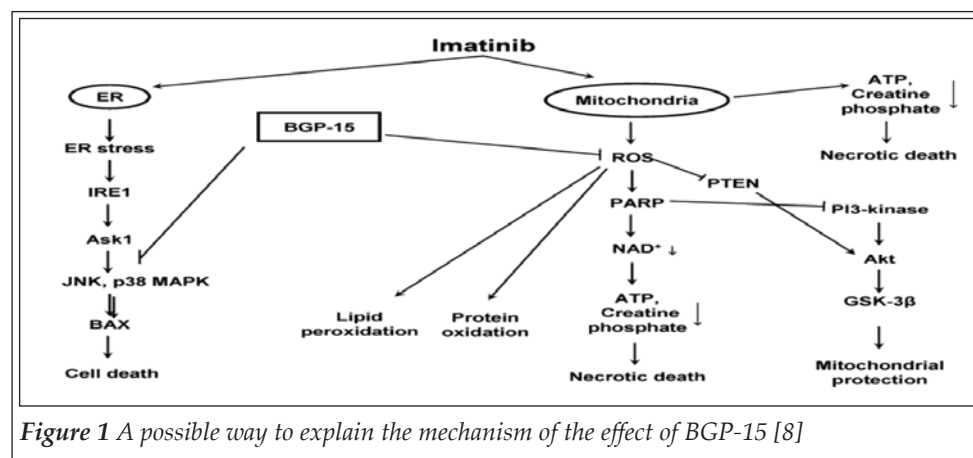 Imatinib
ER
ER stress
IRE1
Ask1
JNK, p38 MAPK
BAX
Cell death
BGP-15
Mitochondria
ROS
PARP
NAD⁺ ↓
ATP,
Creatine
phosphate ↓
Necrotic death
Lipid
peroxidation
Protein
oxidation
ATP,
Creatine
phosphate ↓
Necrotic death
PTEN
PI3-kinase
Akt
GSK-3β
Mitochondrial
protection
Figure 1 A possible way to explain the mechanism of the effect of BGP-15 [8]